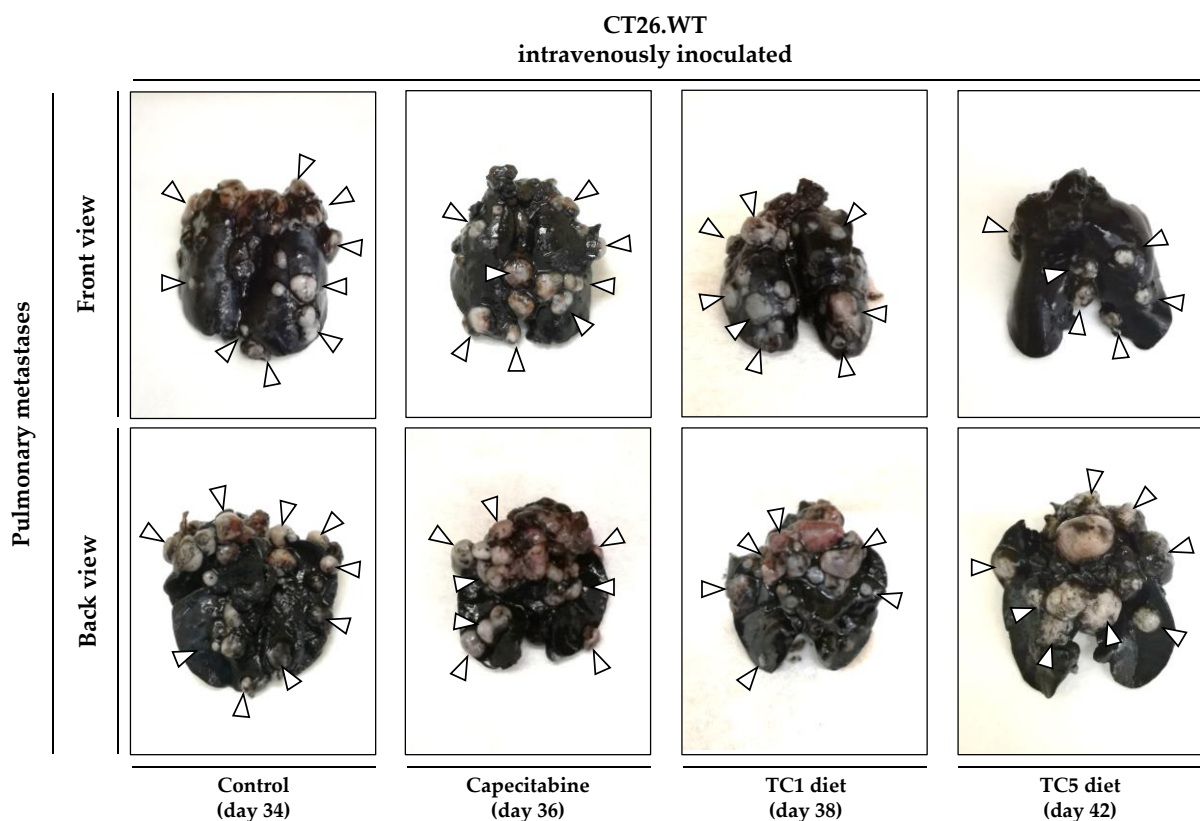 CT26.WT
intravenously inoculated
Pulmonary metastases
Front view
Back view
Control
(day 34)
Capecitabine
(day 36)
TC1 diet
(day 38)
TC5 diet
(day 42)